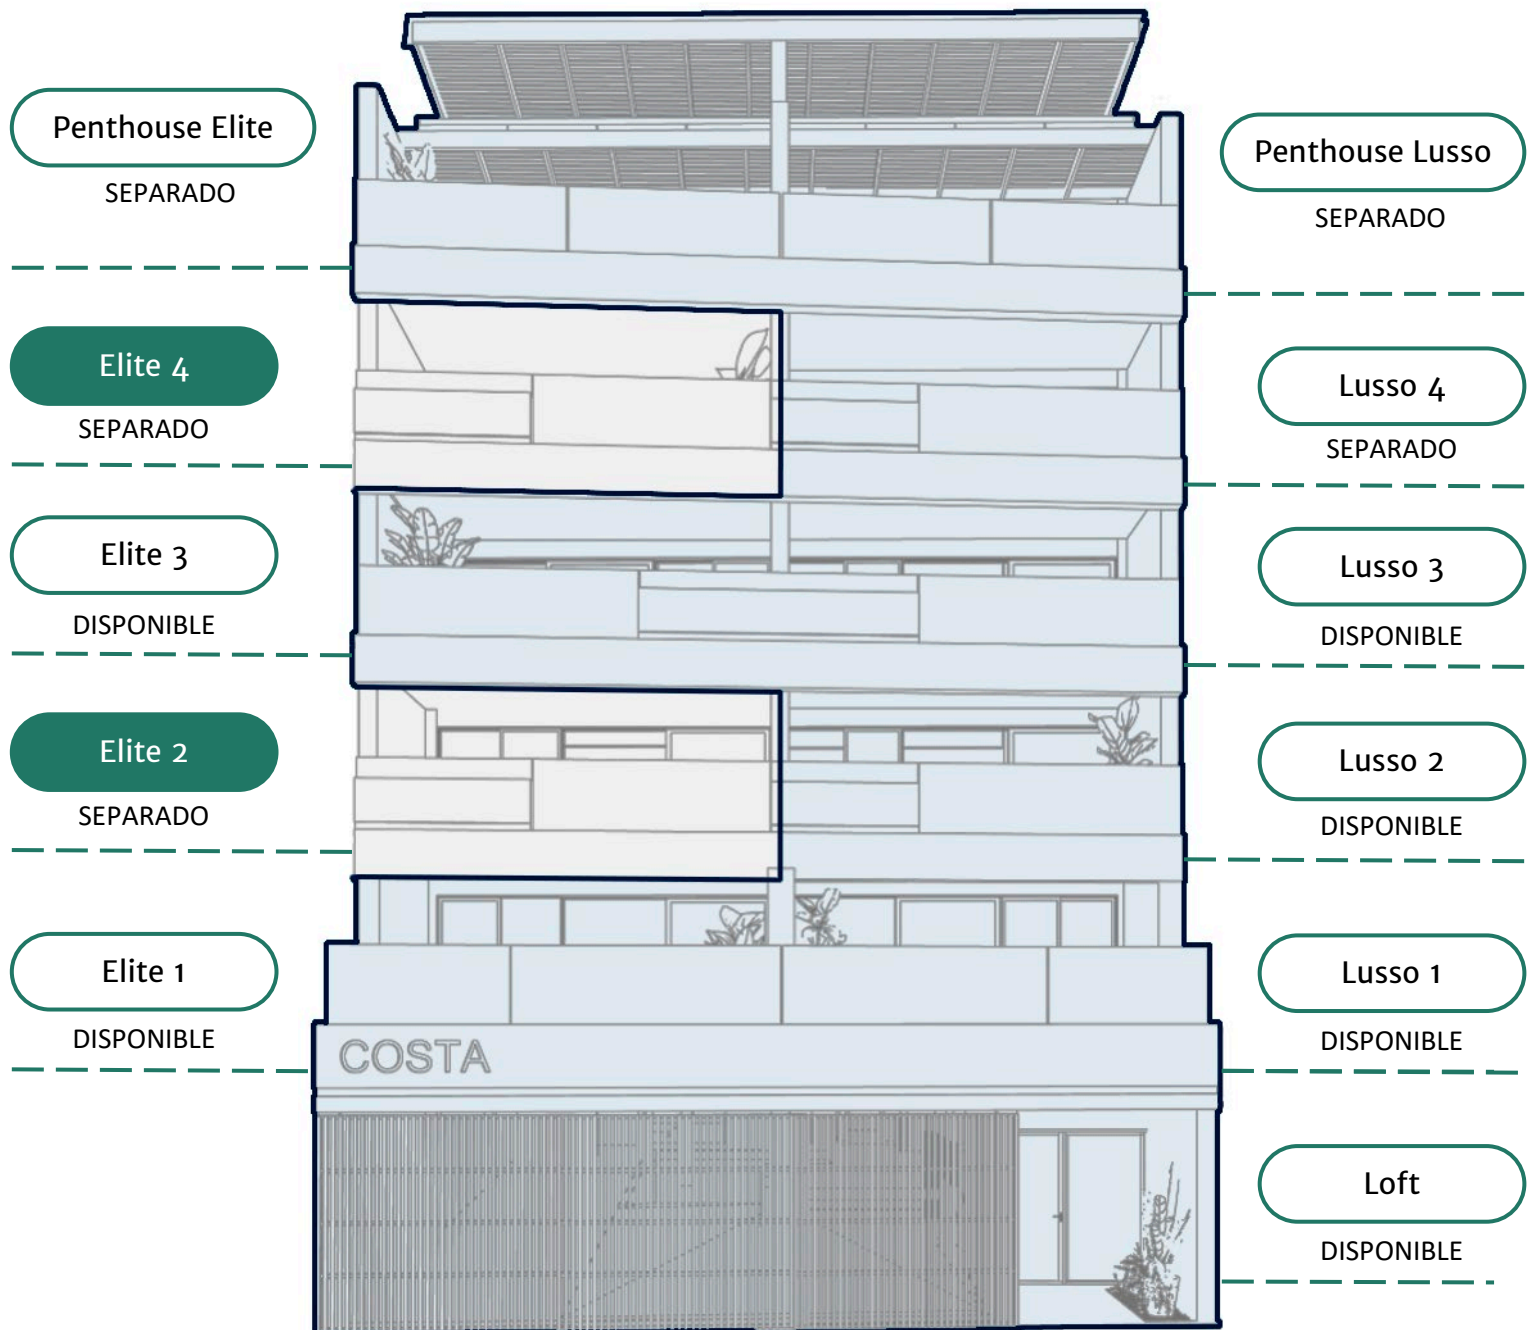 Penthouse Elite
SEPARADO
Penthouse Lusso
SEPARADO
Elite 4
SEPARADO
Lusso 4
SEPARADO
Elite 3
DISPONIBLE
Lusso 3
DISPONIBLE
Elite 2
SEPARADO
Lusso 2
DISPONIBLE
Elite 1
DISPONIBLE
Lusso 1
DISPONIBLE
COSTA
Loft
DISPONIBLE